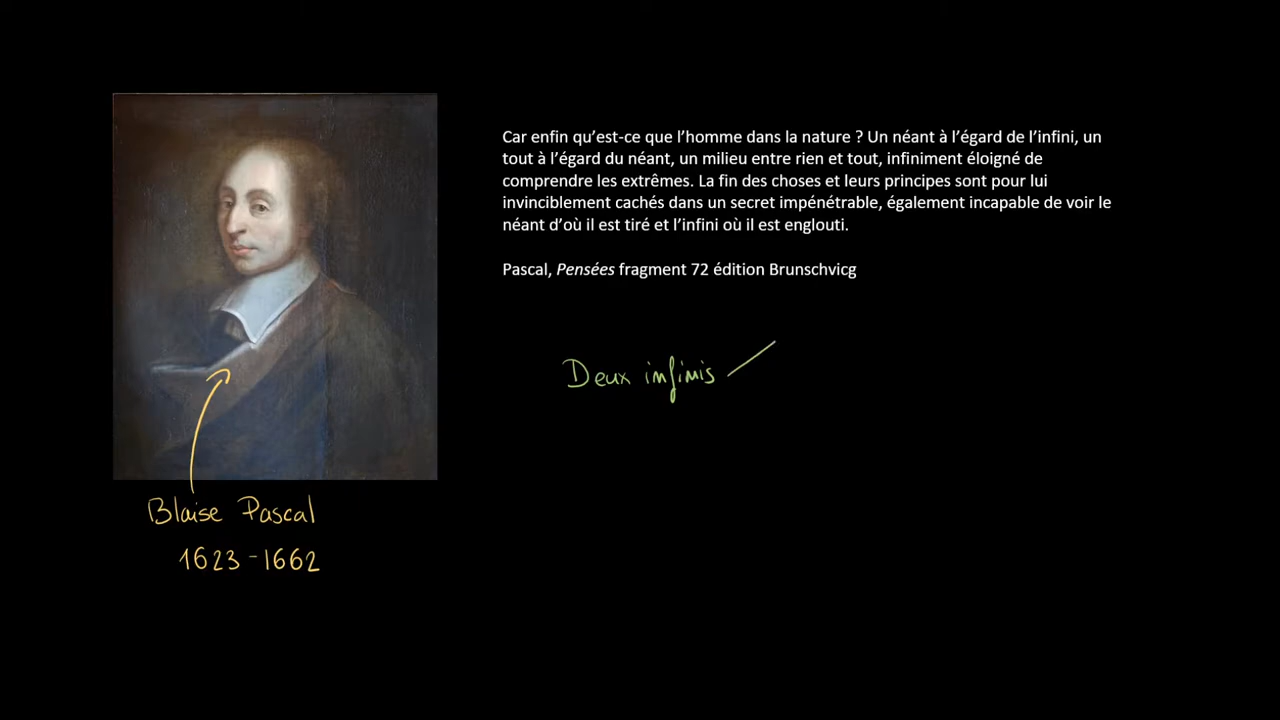 Car enfin qu’est-ce que l’homme dans la nature ? Un néant à l’égard de l’infini, un
tout à l’égard du néant, un milieu entre rien et tout, infiniment éloigné de
comprendre les extrêmes. La fin des choses et leurs principes sont pour lui
invinciblement cachés dans un secret impénétrable, également incapable de voir le
néant d’où il est tiré et l’infini où il est englouti.
Pascal, Pensées fragment 72 édition Brunschvicg
Deux infinis
Blaise Pascal
1623-1662